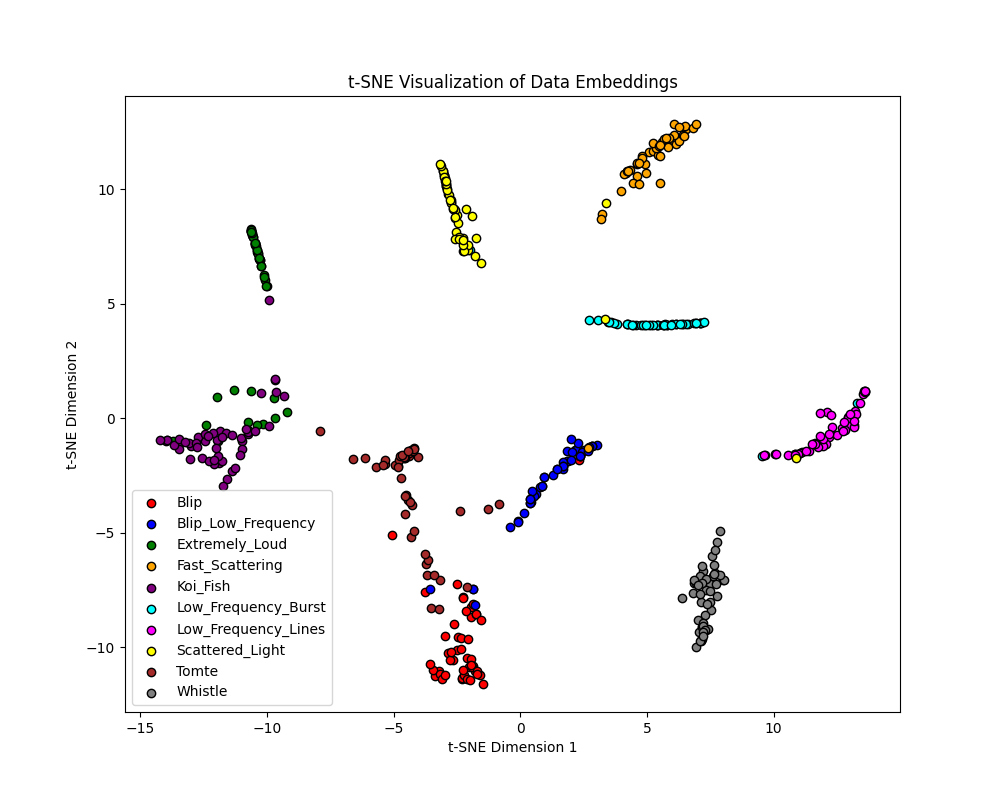 t-SNE Visualization of Data Embeddings
10
5
0
−5
−10
t-SNE Dimension 2
Blip
Blip_Low_Frequency
Extremely_Loud
Fast_Scattering
Koi_Fish
Low_Frequency_Burst
Low_Frequency_Lines
Scattered_Light
Tomte
Whistle
−15
−10
−5
0
5
10
t-SNE Dimension 1